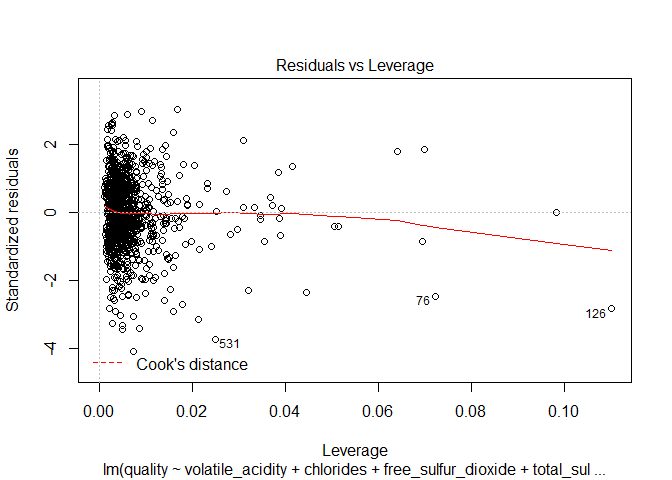 Residuals vs Leverage
Standardized residuals
2
0
-2
-4
76
126
531
Cook's distance
0.00 0.02 0.04 0.06 0.08 0.10
Leverage
lm(quality ~ volatile_acidity + chlorides + free_sulfur_dioxide + total_sul ...